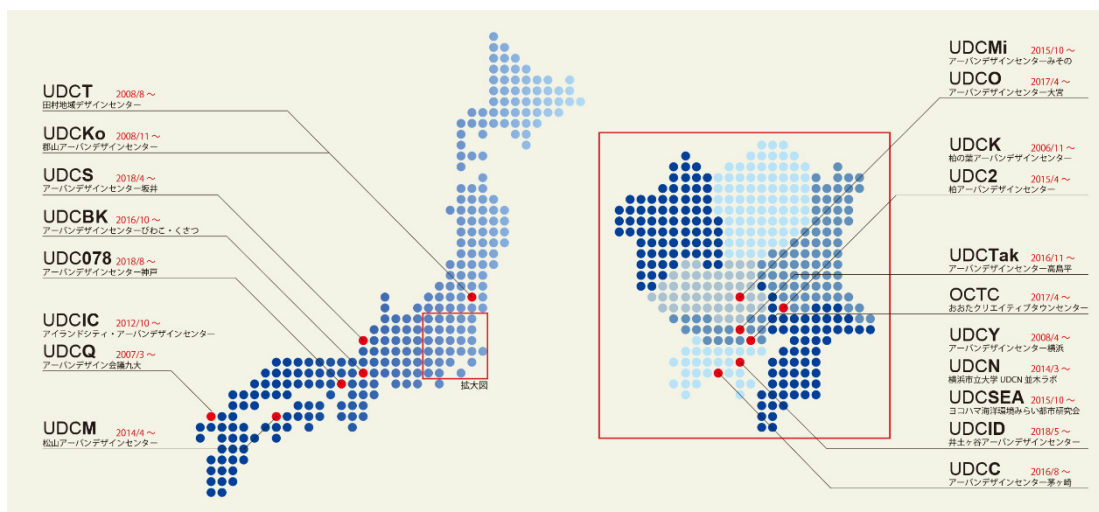 UDCT 2008/8 ～
田村地域デザインセンター
UDCKo 2008/11 ～
郡山アーバンデザインセンター
UDCS 2018/4 ～
アーバンデザインセンター坂井
UDCBK 2016/10 ～
アーバンデザインセンターびわこ・くさつ
UDC078 2018/8 ～
アーバンデザインセンター神戸
UDCIC 2012/10 ～
アイランドシティ・アーバンデザインセンター
UDCQ 2007/3 ～
アーバンデザイン会議九大
UDCM 2014/4 ～
松山アーバンデザインセンター
拡大図
UDCMi 2015/10 ～
アーバンデザインセンターみその
UDCO 2017/4 ～
アーバンデザインセンター大宮
UDCK 2006/11 ～
柏の葉アーバンデザインセンター
UDC2 2015/4 ～
柏アーバンデザインセンター
UDCTak 2016/11 ～
アーバンデザインセンター高島平
OCTC 2017/4 ～
おおたクリエイティブタウンセンター
UDCY 2008/4 ～
アーバンデザインセンター横浜
UDCN 2014/3 ～
横浜市立大学 UDCN 並木ラボ
UDCSEA 2015/10 ～
ヨコハマ海洋環境みらい都市研究会
UDCID 2018/5 ～
井土ヶ谷アーバンデザインセンター
UDCC 2016/8 ～
アーバンデザインセンター茅ヶ崎